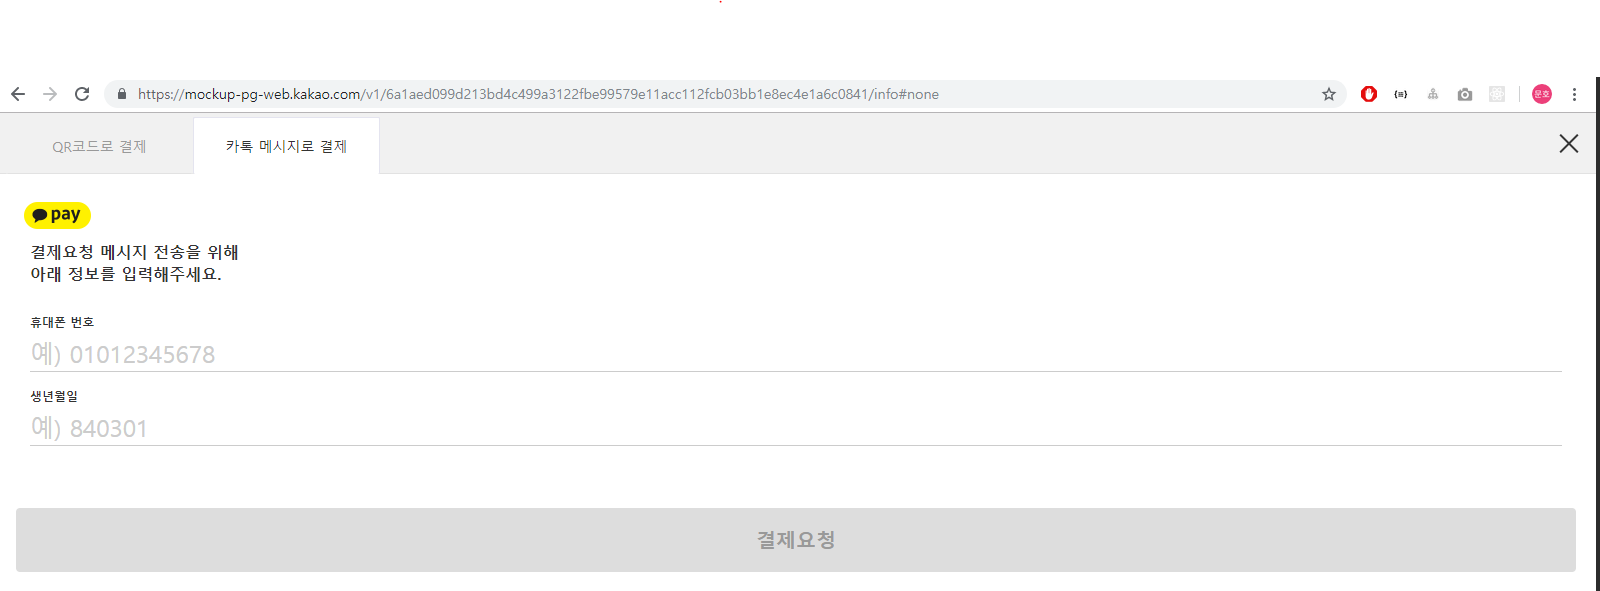 https://mockup-pg-web.kakao.com/v1/6a1aed099d213bd4c499a3122fbe99579e11acc112fcb03bb1e8ec4e1a6c0841/info#none
문호
QR코드로 결제
카톡 메시지로 결제
pay
결제요청 메시지 전송을 위해
아래 정보를 입력해주세요.
휴대폰 번호
예) 01012345678
생년월일
예) 840301
결제요청